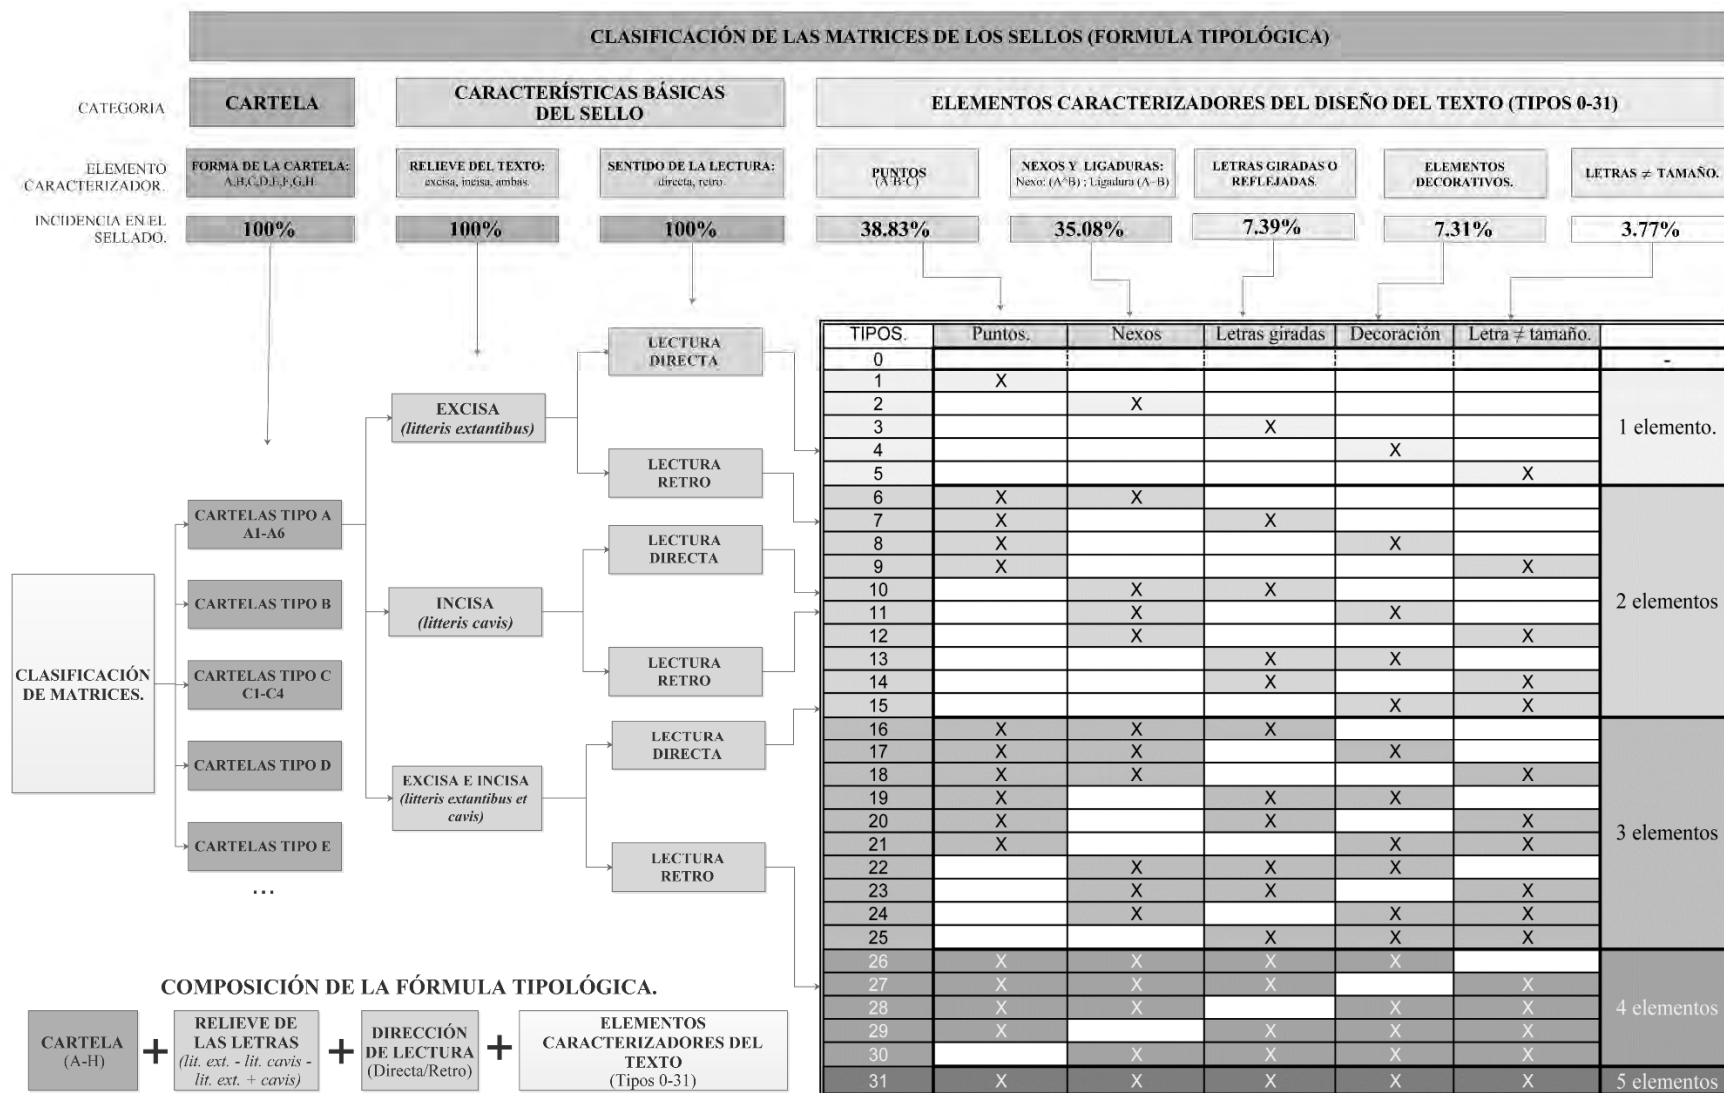 CLASIFICACIÓN DE LAS MATRICES DE LOS SELLOS (FORMULA TIPOLÓGICA)
CATEGORIA
CARTELA
CARACTERÍSTICAS BÁSICAS
DEL SELLO
ELEMENTOS CARACTERIZADORES DEL DISEÑO DEL TEXTO (TIPOS 0-31)
ELEMENTO
CARACTERIZADOR.
FORMA DE LA CARTELA:
A,B,C,D,E,F,G,H.
RELIEVE DEL TEXTO:
excisa, incisa, ambas.
SENTIDO DE LA LECTURA:
directa, retro.
PUNTOS
(A·B·C)
NEXOS Y LIGADURAS:
Nexo: (A^B) ; Ligadura (A–B)
LETRAS GIRADAS O
REFLEJADAS.
ELEMENTOS
DECORATIVOS.
LETRAS ≠ TAMAÑO.
INCIDENCIA EN EL
SELLADO.
100%
100%
100%
38.83%
35.08%
7.39%
7.31%
3.77%
CLASIFICACIÓN
DE MATRICES.
CARTELAS TIPO A
A1-A6
CARTELAS TIPO B
CARTELAS TIPO C
C1-C4
CARTELAS TIPO D
CARTELAS TIPO E
...
EXCISA
(litteris extantibus)
INCISA
(litteris cavis)
EXCISA E INCISA
(litteris extantibus et
cavis)
LECTURA
DIRECTA
LECTURA
RETRO
LECTURA
DIRECTA
LECTURA
RETRO
LECTURA
DIRECTA
LECTURA
RETRO
TIPOS. Puntos. Nexos Letras giradas Decoración Letra ≠ tamaño.
0 -
1 X
2 X
3 X
4 X
5 X
1 elemento.
6 X X
7 X X
8 X X
9 X X
10 X X
11 X X
12 X X
13 X X
14 X X
15 X X
2 elementos
16 X X X
17 X X X
18 X X X
19 X X X
20 X X X
21 X X X
22 X X X
23 X X X
24 X X X
25 X X X
3 elementos
26 X X X X
27 X X X X
28 X X X X
29 X X X X
30 X X X X
4 elementos
31 X X X X X 5 elementos
COMPOSICIÓN DE LA FÓRMULA TIPOLÓGICA.
CARTELA
(A-H)
+
RELIEVE DE
LAS LETRAS
(lit. ext. - lit. cavis -
lit. ext. + cavis)
+
DIRECCIÓN
DE LECTURA
(Directa/Retro)
+
ELEMENTOS
CARACTERIZADORES DEL
TEXTO
(Tipos 0-31)